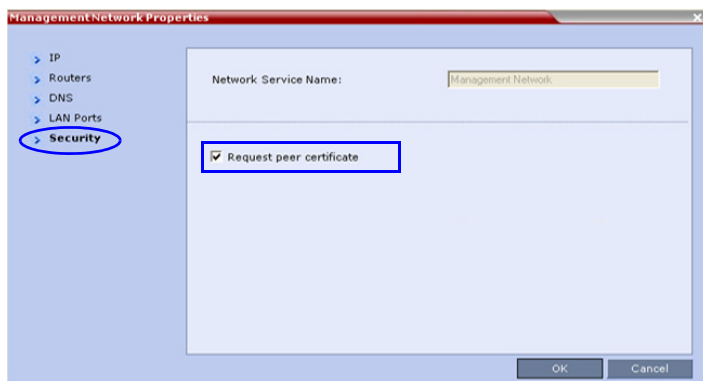 Management Network Properties
IP
Routers
DNS
LAN Ports
Security
Network Service Name:
Management Network
Request peer certificate
OK
Cancel